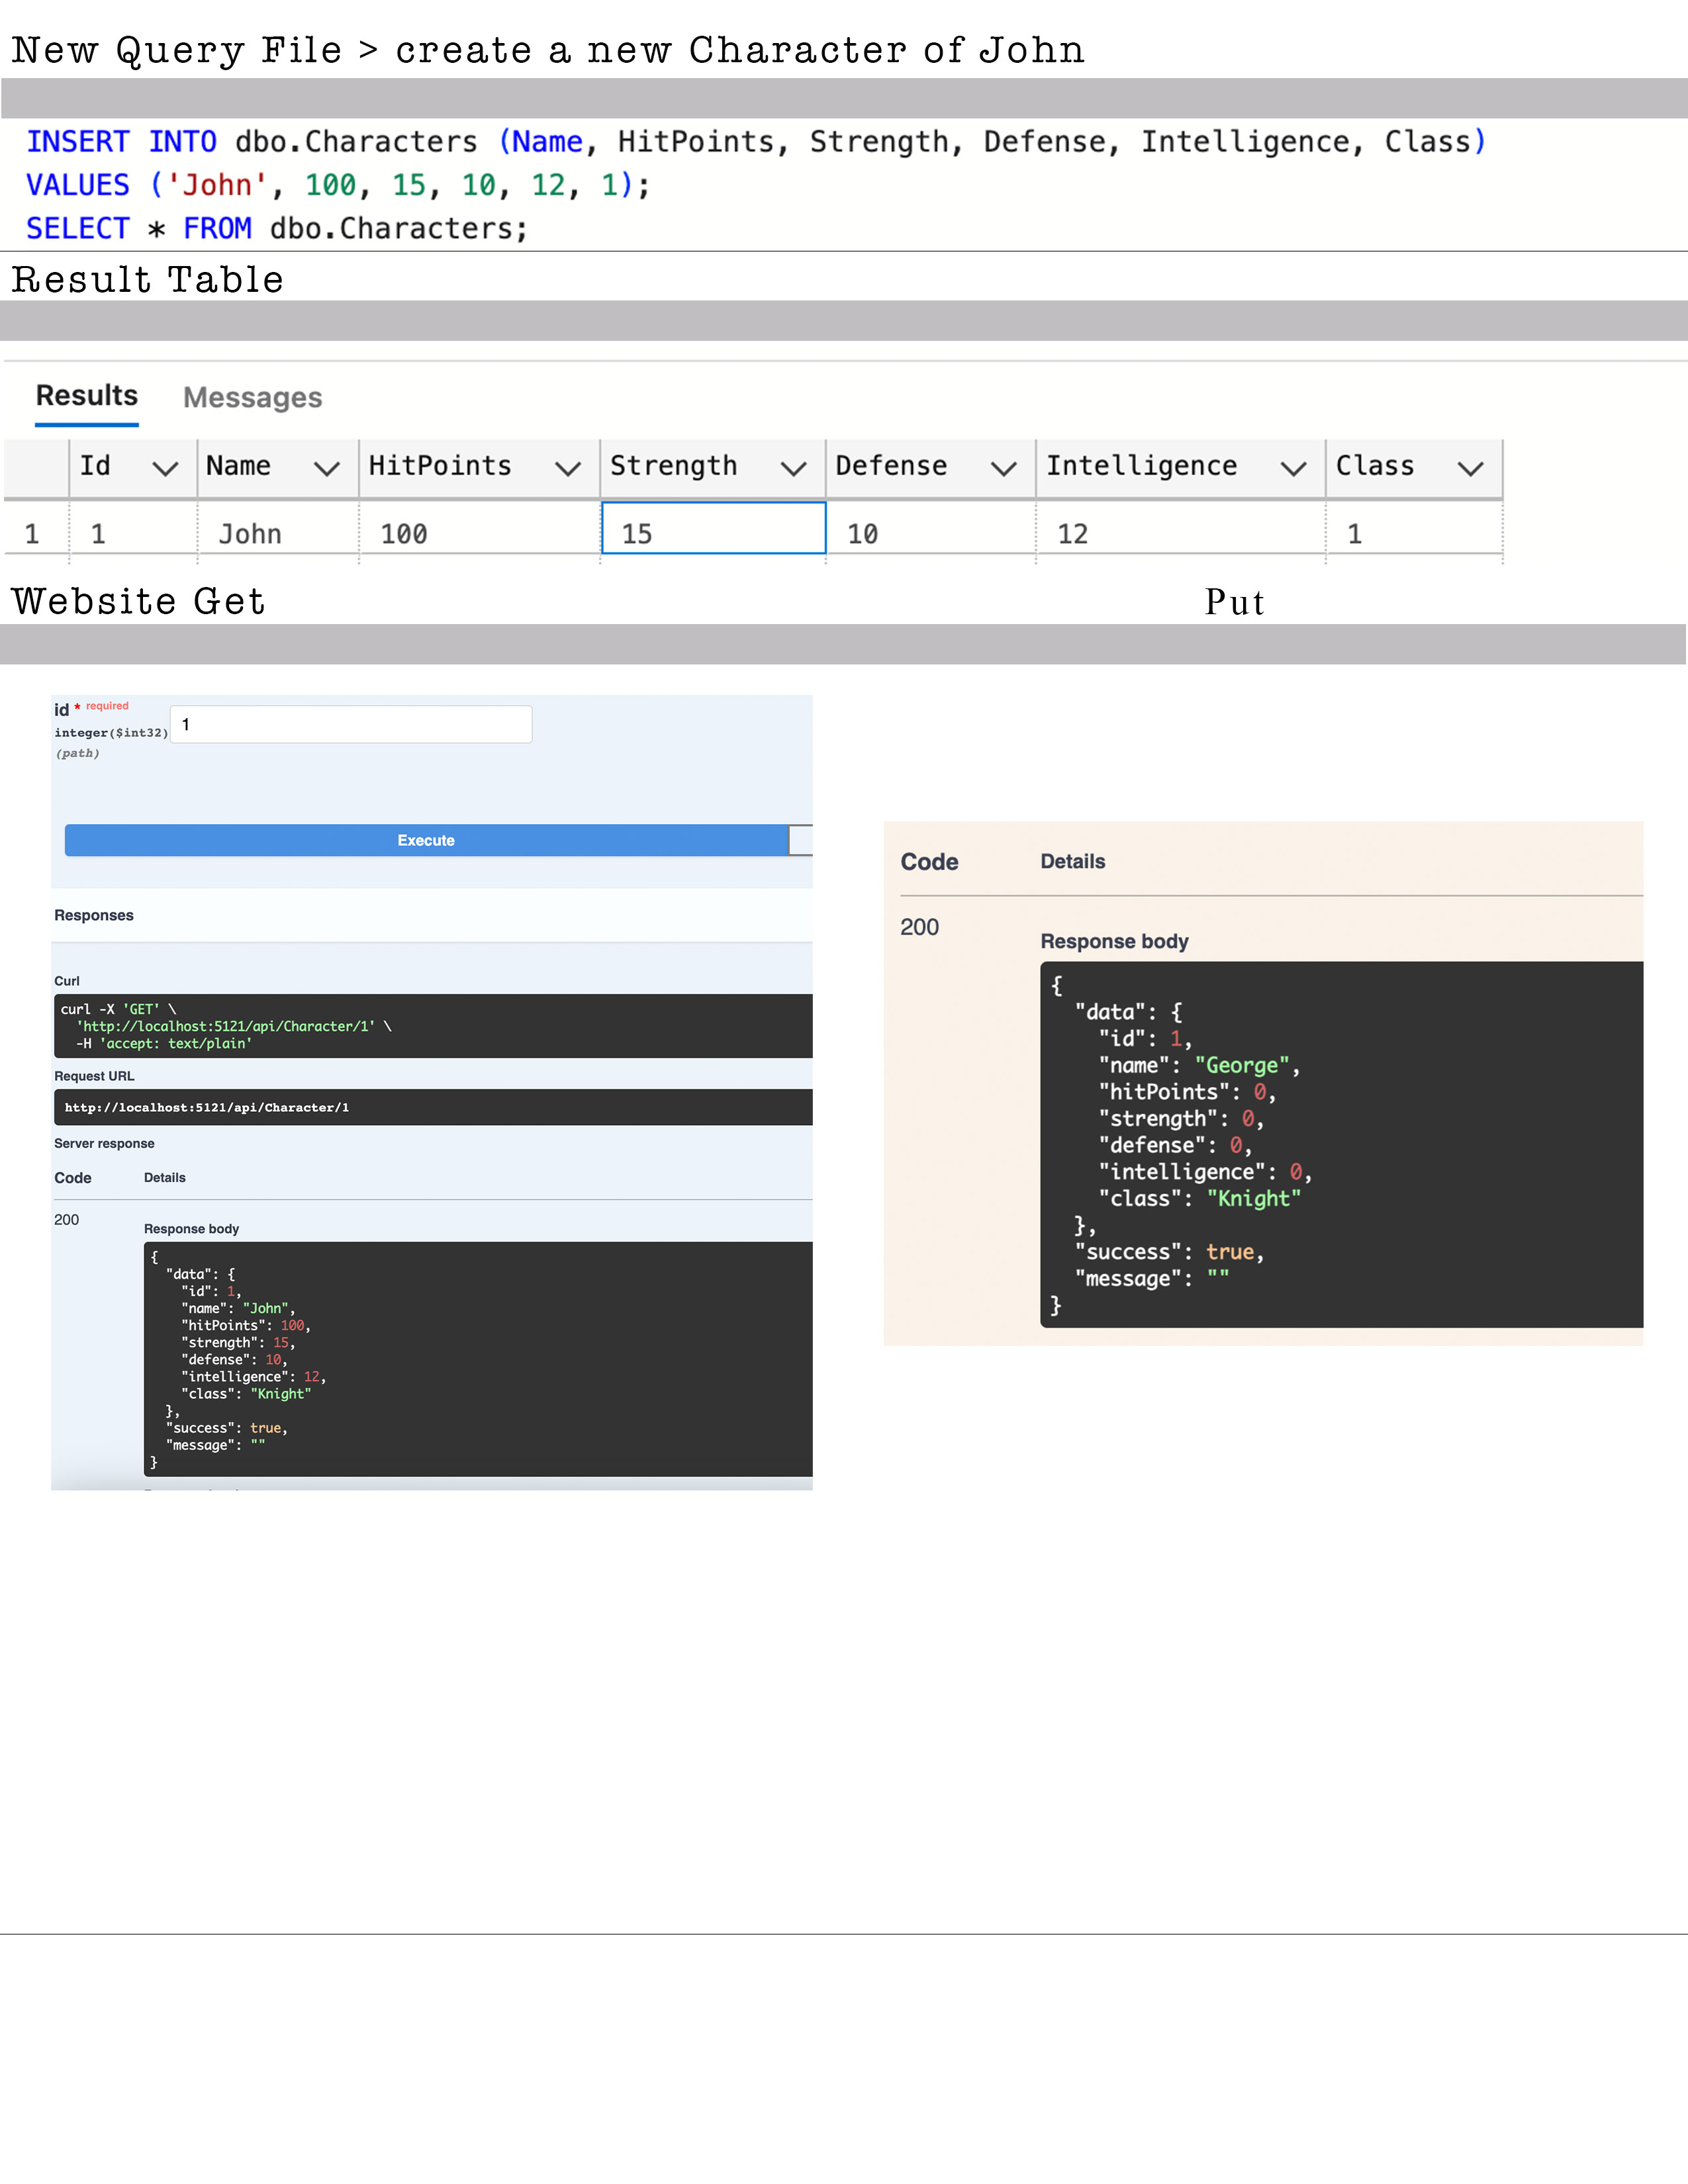 New Query File > create a new Character of John
INSERT INTO dbo.Characters (Name, HitPoints, Strength, Defense, Intelligence, Class)
VALUES ('John', 100, 15, 10, 12, 1);
SELECT * FROM dbo.Characters;
Result Table
Results Messages
Id Name HitPoints Strength Defense Intelligence Class
1 1 John 100 15 10 12 1
Website Get
id * required
integer($int32)
(path)
1
Execute
Responses
Curl
curl -X 'GET' \
'http://localhost:5121/api/Character/1' \
-H 'accept: text/plain'
Request URL
http://localhost:5121/api/Character/1
Server response
Code Details
200
Response body
{
"data": {
"id": 1,
"name": "John",
"hitPoints": 100,
"strength": 15,
"defense": 10,
"intelligence": 12,
"class": "Knight"
},
"success": true,
"message": ""
}
Put
Code Details
200
Response body
{
"data": {
"id": 1,
"name": "George",
"hitPoints": 0,
"strength": 0,
"defense": 0,
"intelligence": 0,
"class": "Knight"
},
"success": true,
"message": ""
}